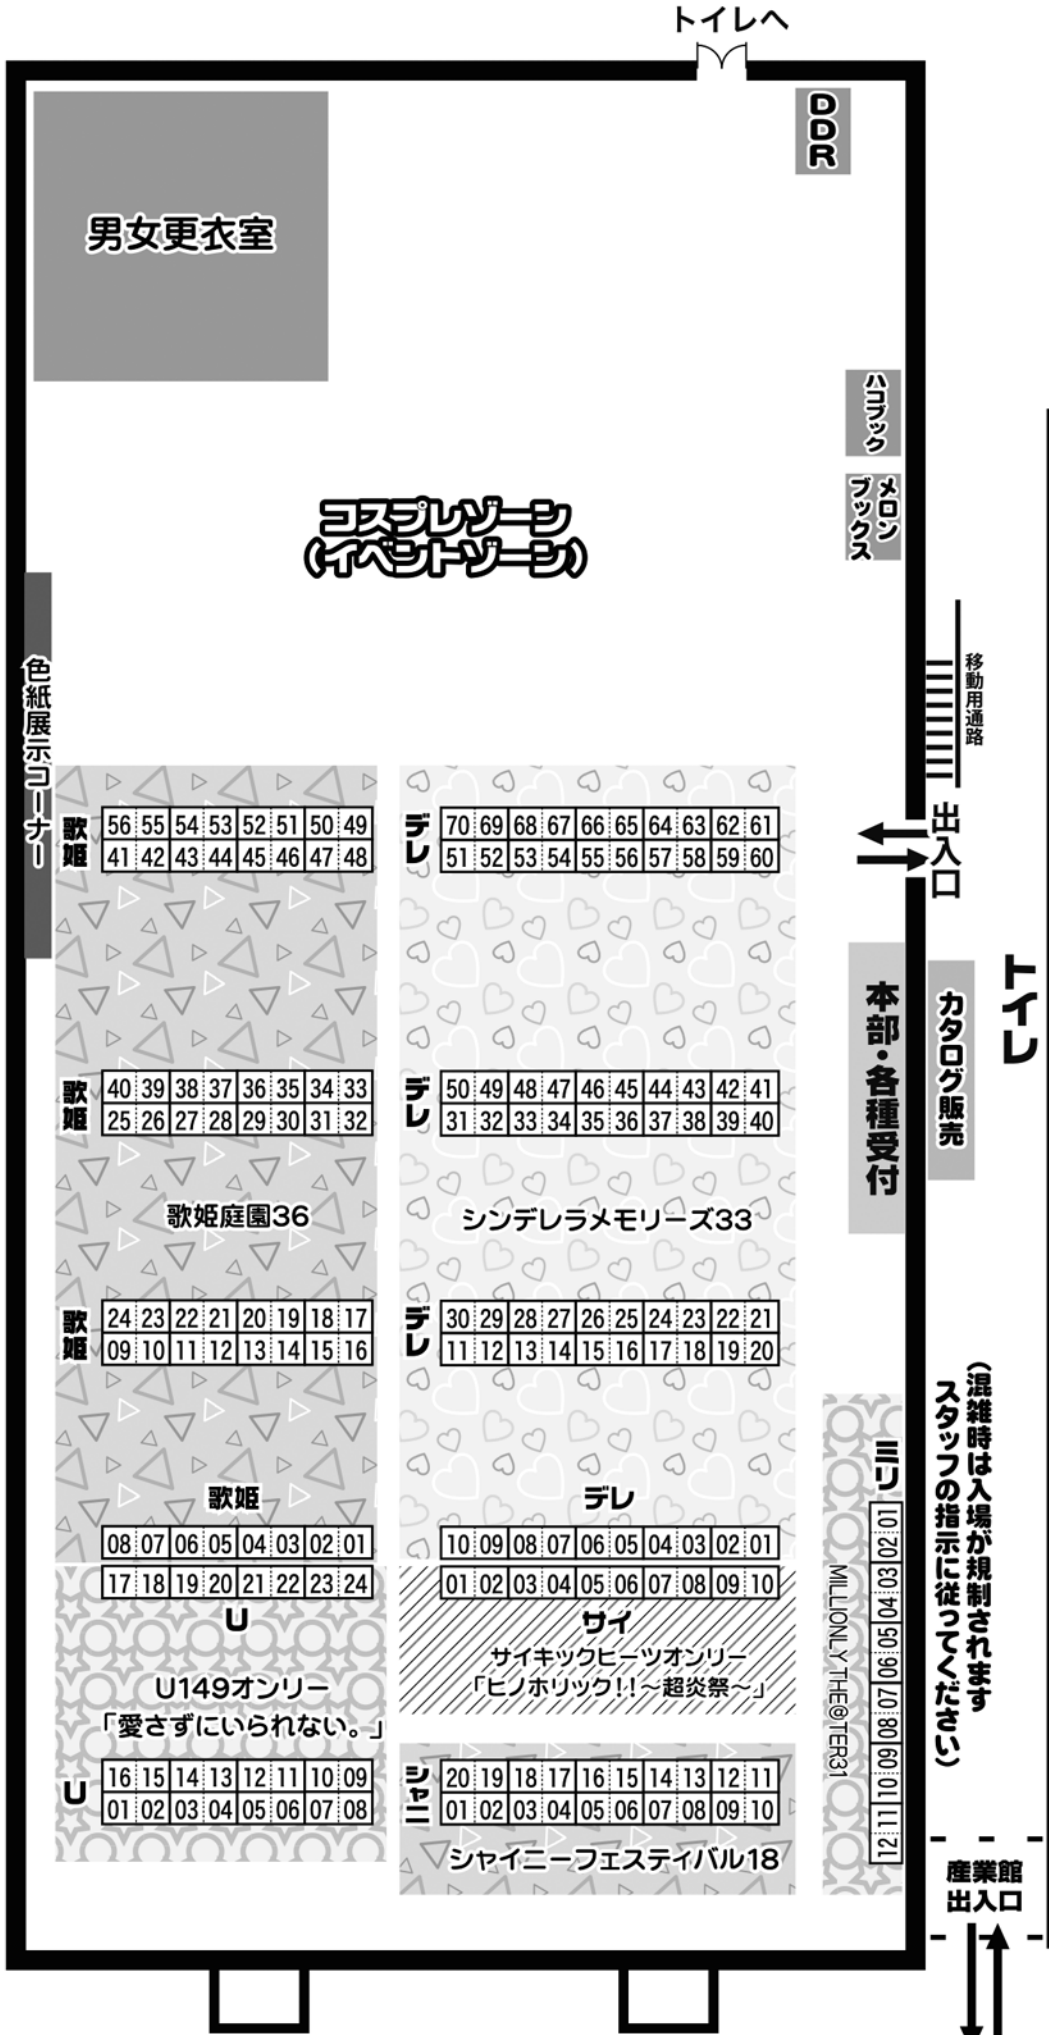 トイレへ
DDR
男女更衣室
ハコブック
メロン
ブックス
コスプレゾーン
(イベントゾーン)
色紙展示コーナー
移動用通路
出入口
歌姫
56 55 54 53 52 51 50 49
41 42 43 44 45 46 47 48
デレ
70 69 68 67 66 65 64 63 62 61
51 52 53 54 55 56 57 58 59 60
トイレ
本部・各種受付
カタログ販売
歌姫
40 39 38 37 36 35 34 33
25 26 27 28 29 30 31 32
デレ
50 49 48 47 46 45 44 43 42 41
31 32 33 34 35 36 37 38 39 40
歌姫庭園36
シンデレラメモリーズ33
歌姫
24 23 22 21 20 19 18 17
09 10 11 12 13 14 15 16
デレ
30 29 28 27 26 25 24 23 22 21
11 12 13 14 15 16 17 18 19 20
(混雑時は入場が規制されます
スタッフの指示に従ってください)
歌姫
08 07 06 05 04 03 02 01
デレ
10 09 08 07 06 05 04 03 02 01
17 18 19 20 21 22 23 24
U
01 02 03 04 05 06 07 08 09 10
サイ
サイキックヒーツオンリー
「ヒノホリック!!～超炎祭～」
U149オンリー
「愛さずにいられない。」
ミリ
01 02 03 04 05 06 07 08 09 10 11 12
MILLIONLY THE@TER31
U
16 15 14 13 12 11 10 09
01 02 03 04 05 06 07 08
シャニ
20 19 18 17 16 15 14 13 12 11
01 02 03 04 05 06 07 08 09 10
シャイニーフェスティバル18
産業館
出入口